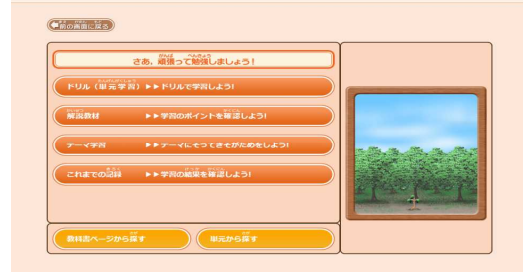 前の画面に戻る
さあ、頑張って勉強しましょう！
ドリル（単元学習）▶▶ドリルで学習しよう!
解説教材 ▶▶学習のポイントを確認しよう!
テーマ学習 ▶▶テーマにそってきそがためをしよう!
これまでの記録 ▶▶学習の結果を確認しよう!
教科書ページから探す
単元から探す